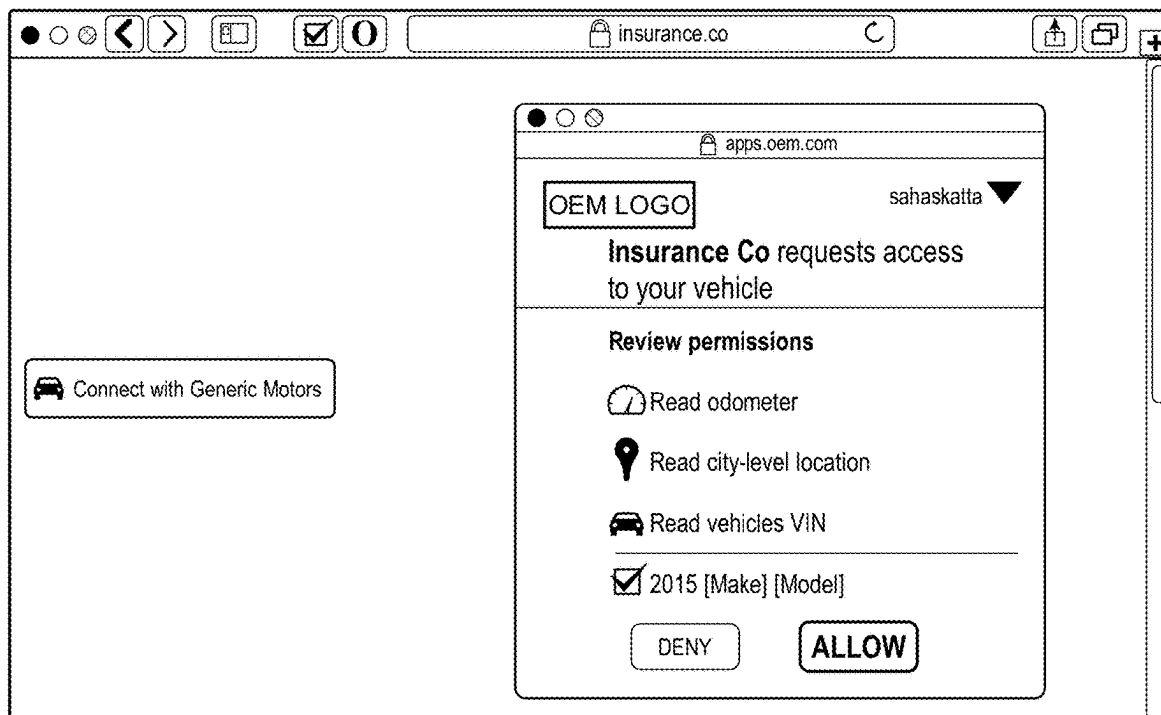 insurance.co
apps.oem.com
OEM LOGO
sahaskatta
Insurance Co requests access
to your vehicle
Review permissions
Connect with Generic Motors
Read odometer
Read city-level location
Read vehicles VIN
2015 [Make] [Model]
DENY
ALLOW